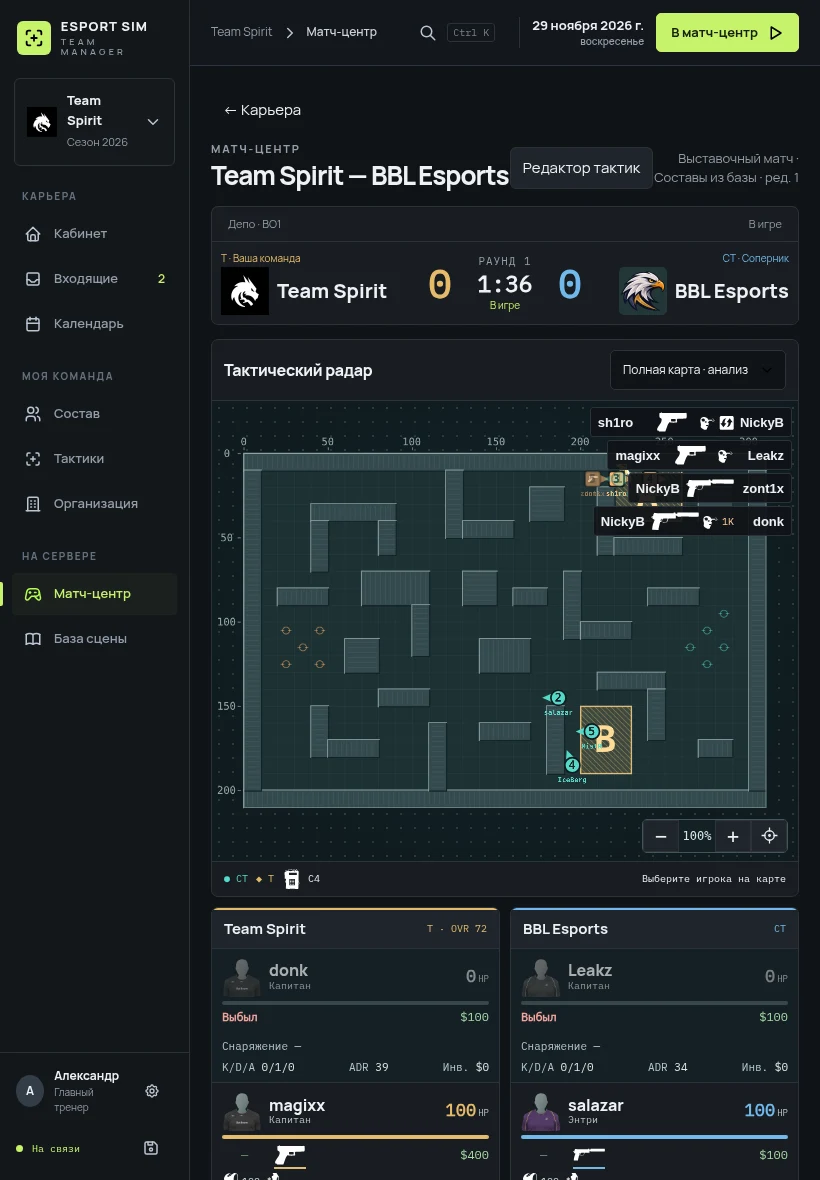 ESPORT SIM
TEAM
MANAGER
Team
Spirit
Сезон 2026
КАРЬЕРА
Кабинет
Входящие 2
Календарь
МОЯ КОМАНДА
Состав
Тактики
Организация
НА СЕРВЕРЕ
Матч-центр
База сцены
А
Александр
Главный
тренер
На связи
Team Spirit
Матч-центр
Ctrl K
29 ноября 2026 г.
воскресенье
В матч-центр
← Карьера
МАТЧ-ЦЕНТР
Team Spirit — BBL Esports
Редактор тактик
Выставочный матч ·
Составы из базы · ред. 1
Депо · BO1
В игре
T · Ваша команда
Team Spirit
0
РАУНД 1
1:36
В игре
0
CT · Соперник
BBL Esports
Тактический радар
Полная карта · анализ
sh1ro NickyB
magixx Leakz
NickyB zont1x
NickyB 1K donk
0 50 100 150 200
0
50
100
150
200
3
sh1ro
2
salazar
5
B
4
IceBerg
− 100% +
CT T C4
Выберите игрока на карте
Team Spirit
T · OVR 72
donk
Капитан
0 HP
Выбыл
$100
Снаряжение —
K/D/A 0/1/0 ADR 39 Инв. $0
magixx
Капитан
100 HP
— $400
100
BBL Esports
CT
Leakz
Капитан
0 HP
Выбыл
$100
Снаряжение —
K/D/A 0/1/0 ADR 34 Инв. $0
salazar
Энтри
100 HP
— $100
100